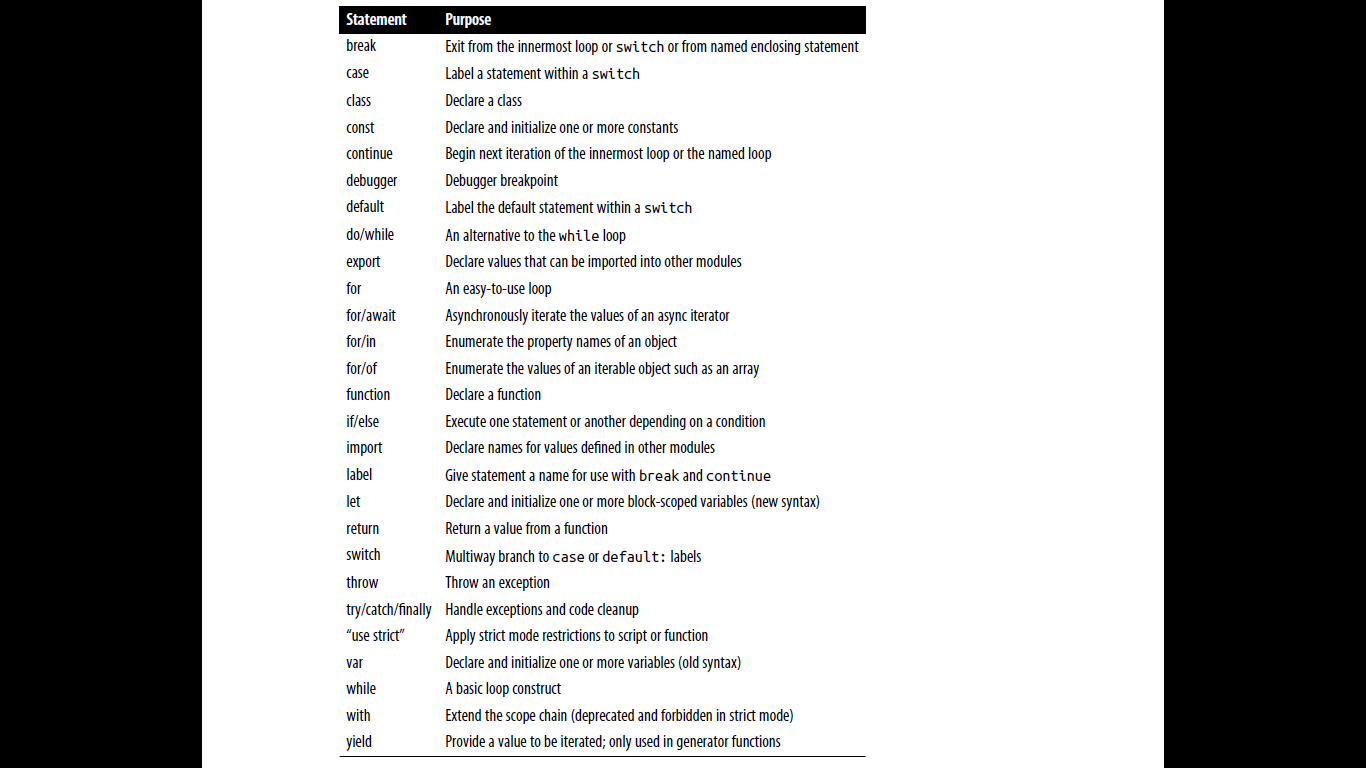 Statement Purpose
break Exit from the innermost loop or switch or from named enclosing statement
case Label a statement within a switch
class Declare a class
const Declare and initialize one or more constants
continue Begin next iteration of the innermost loop or the named loop
debugger Debugger breakpoint
default Label the default statement within a switch
do/while An alternative to the while loop
export Declare values that can be imported into other modules
for An easy-to-use loop
for/await Asynchronously iterate the values of an async iterator
for/in Enumerate the property names of an object
for/of Enumerate the values of an iterable object such as an array
function Declare a function
if/else Execute one statement or another depending on a condition
import Declare names for values defined in other modules
label Give statement a name for use with break and continue
let Declare and initialize one or more block-scoped variables (new syntax)
return Return a value from a function
switch Multiway branch to case or default: labels
throw Throw an exception
try/catch/finally Handle exceptions and code cleanup
“use strict” Apply strict mode restrictions to script or function
var Declare and initialize one or more variables (old syntax)
while A basic loop construct
with Extend the scope chain (deprecated and forbidden in strict mode)
yield Provide a value to be iterated; only used in generator functions